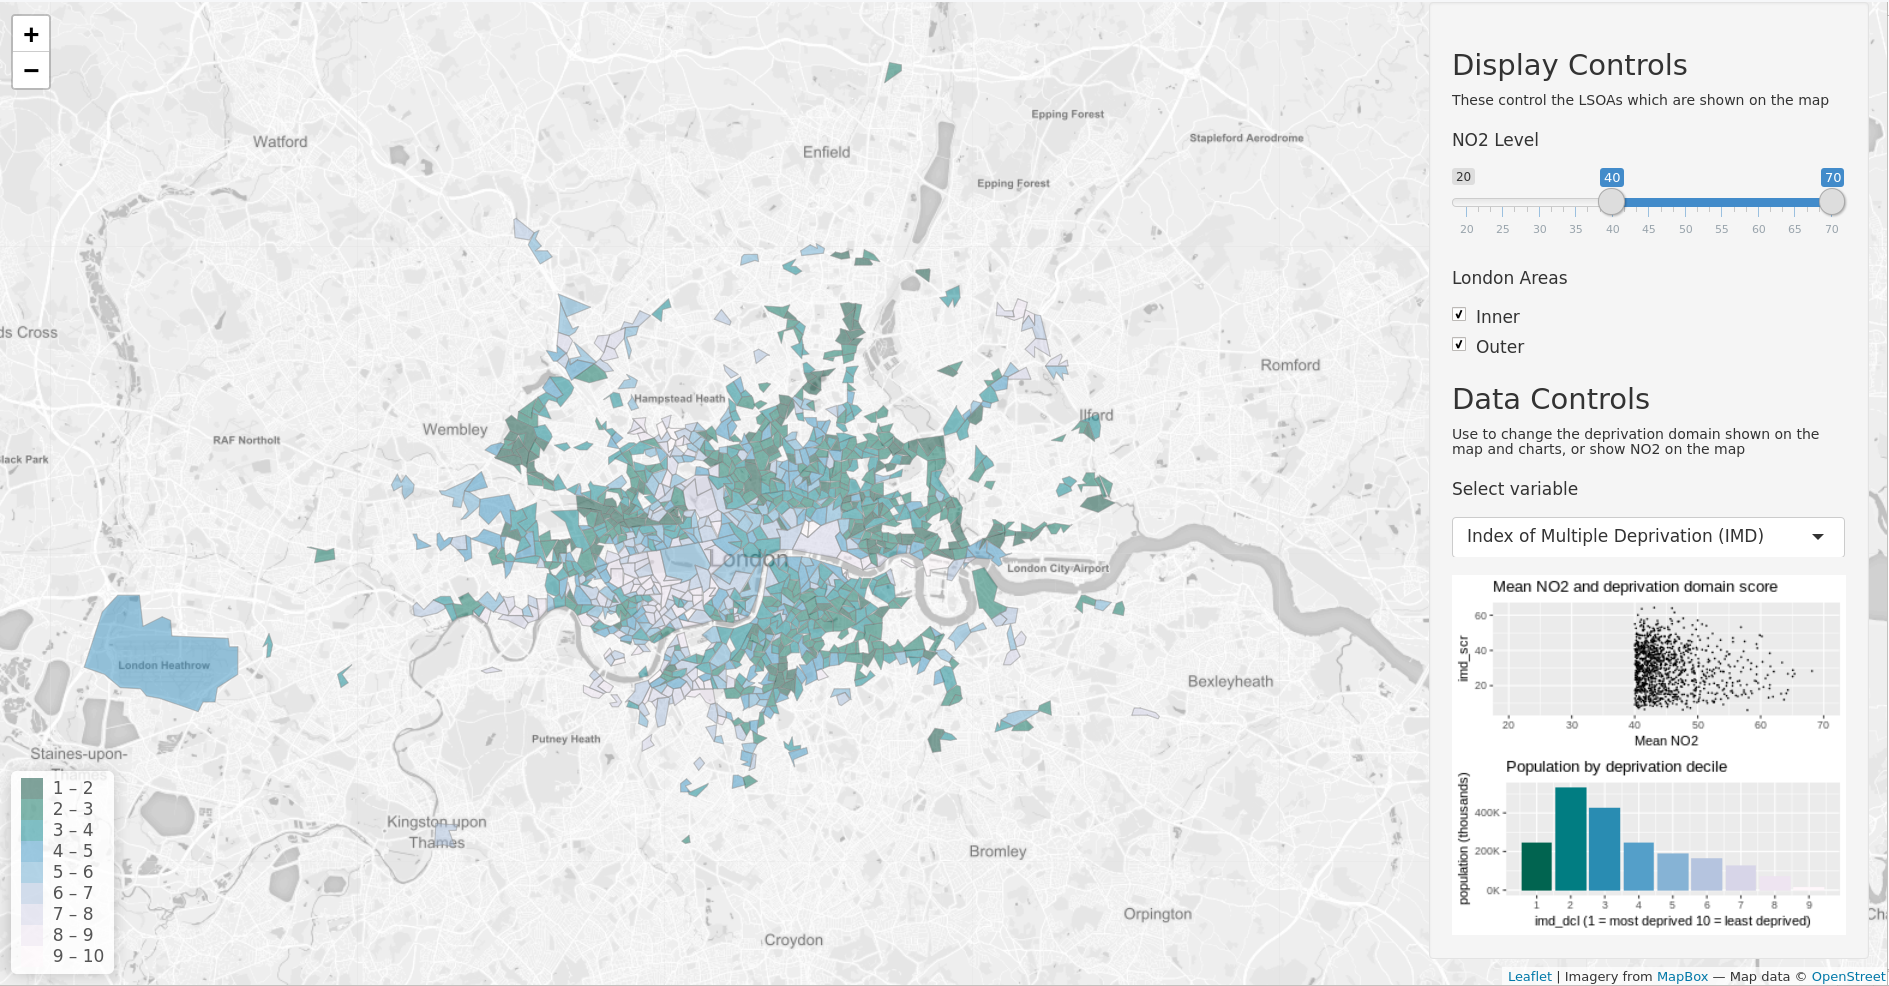 +
−
Watford
Enfield
Epping Forest
Stapleford Aerodrome
Epping Forest
ds Cross
Romford
Hampstead Heath
Wembley
Ilford
RAF Northolt
lack Park
London
London City Airport
London Heathrow
Bexleyheath
Putney Heath
Staines-upon-
Thames
Kingston upon
Thames
Bromley
Orpington
Croydon
Cha
1 – 2
2 – 3
3 – 4
4 – 5
5 – 6
6 – 7
7 – 8
8 – 9
9 – 10
Display Controls
These control the LSOAs which are shown on the map
NO2 Level
20 40 70
20 25 30 35 40 45 50 55 60 65 70
London Areas
Inner
Outer
Data Controls
Use to change the deprivation domain shown on the
map and charts, or show NO2 on the map
Select variable
Index of Multiple Deprivation (IMD)
Mean NO2 and deprivation domain score
imd_scr
60
40
20
20 30 40 50 60 70
Mean NO2
Population by deprivation decile
population (thousands)
400K
200K
0K
1 2 3 4 5 6 7 8 9
imd_dcl (1 = most deprived 10 = least deprived)
Leaflet | Imagery from MapBox — Map data © OpenStreet